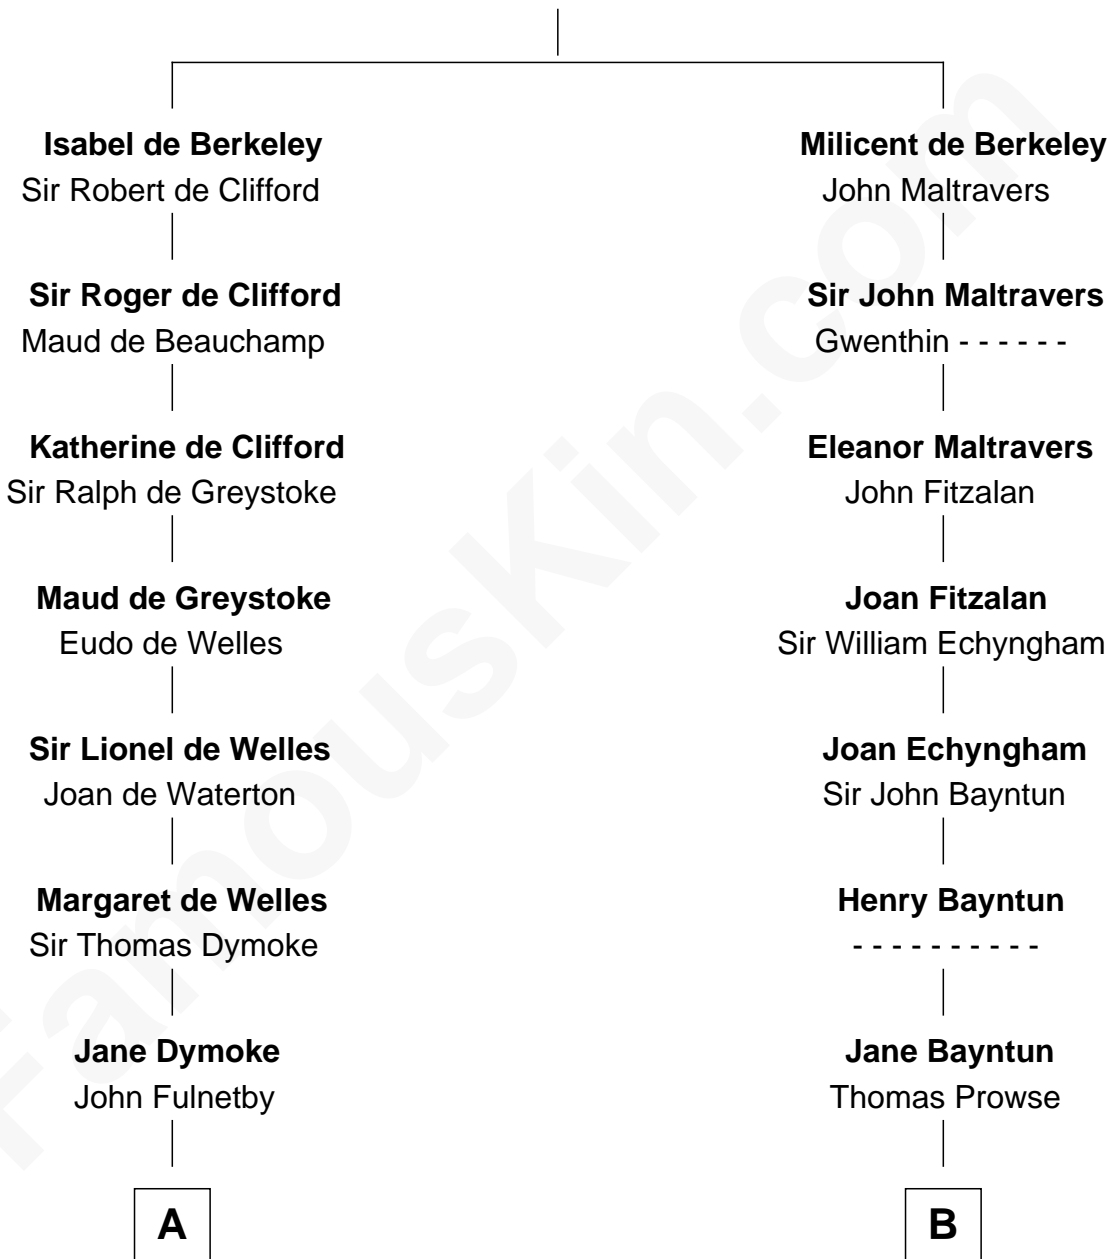 Isabel de Berkeley
Sir Robert de Clifford
Sir Roger de Clifford
Maud de Beauchamp
Katherine de Clifford
Sir Ralph de Greystoke
Maud de Greystoke
Eudo de Welles
Sir Lionel de Welles
Joan de Waterton
Margaret de Welles
Sir Thomas Dymoke
Jane Dymoke
John Fulnetby
A
Milicent de Berkeley
John Maltravers
Sir John Maltravers
Gwenthin - - - - - -
Eleanor Maltravers
John Fitzalan
Joan Fitzalan
Sir William Echyngham
Joan Echyngham
Sir John Bayntun
Henry Bayntun
- - - - - - - - - -
Jane Bayntun
Thomas Prowse
B
FamousKin.com